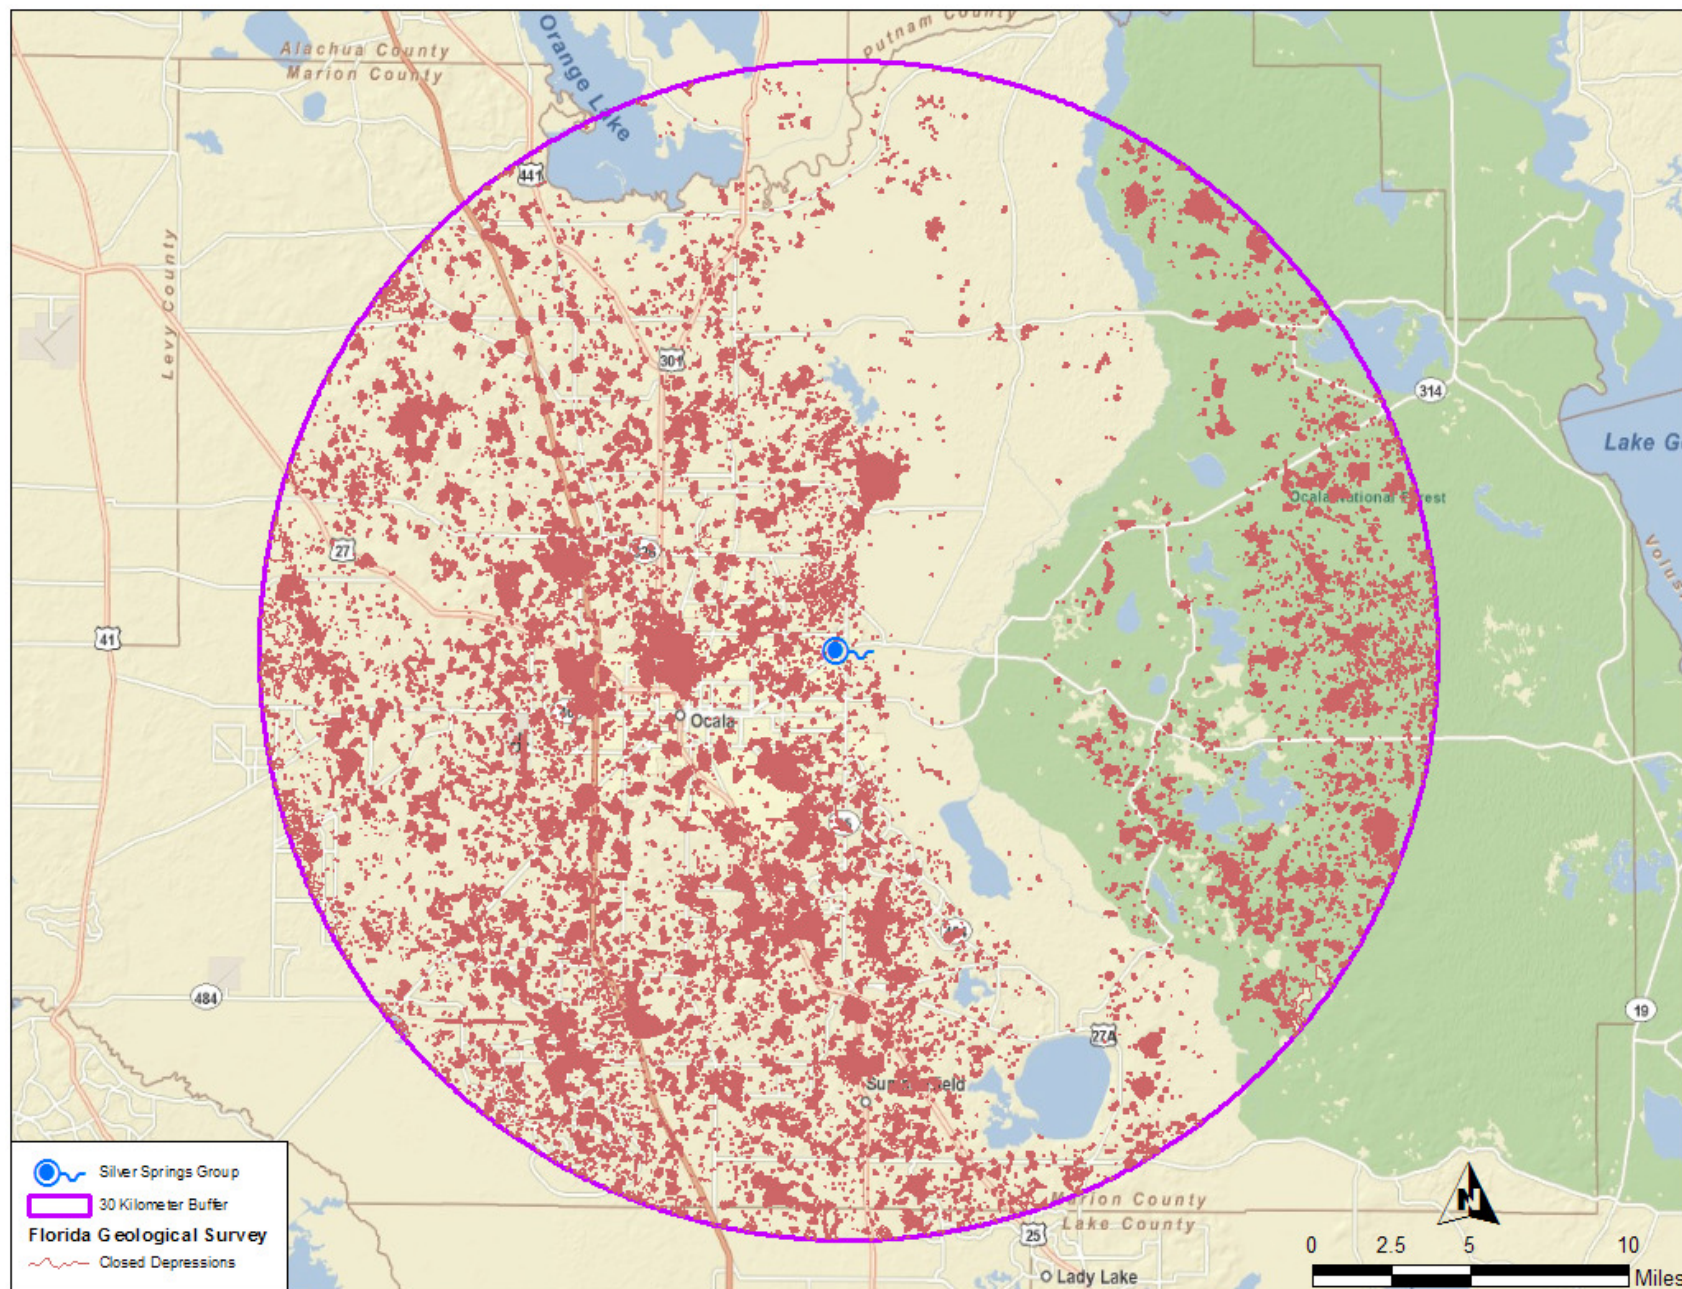 Alachua County
Marion County
Putnam County
Orange Lake
441
Levy County
301
314
Lake G
Ocala National Forest
27
Volus
41
Ocala
484
27A
19
Marion County
Lake County
25
Lady Lake
Silver Springs Group
30 Kilometer Buffer
Florida Geological Survey
Closed Depressions
N
0 2.5 5 10
Miles